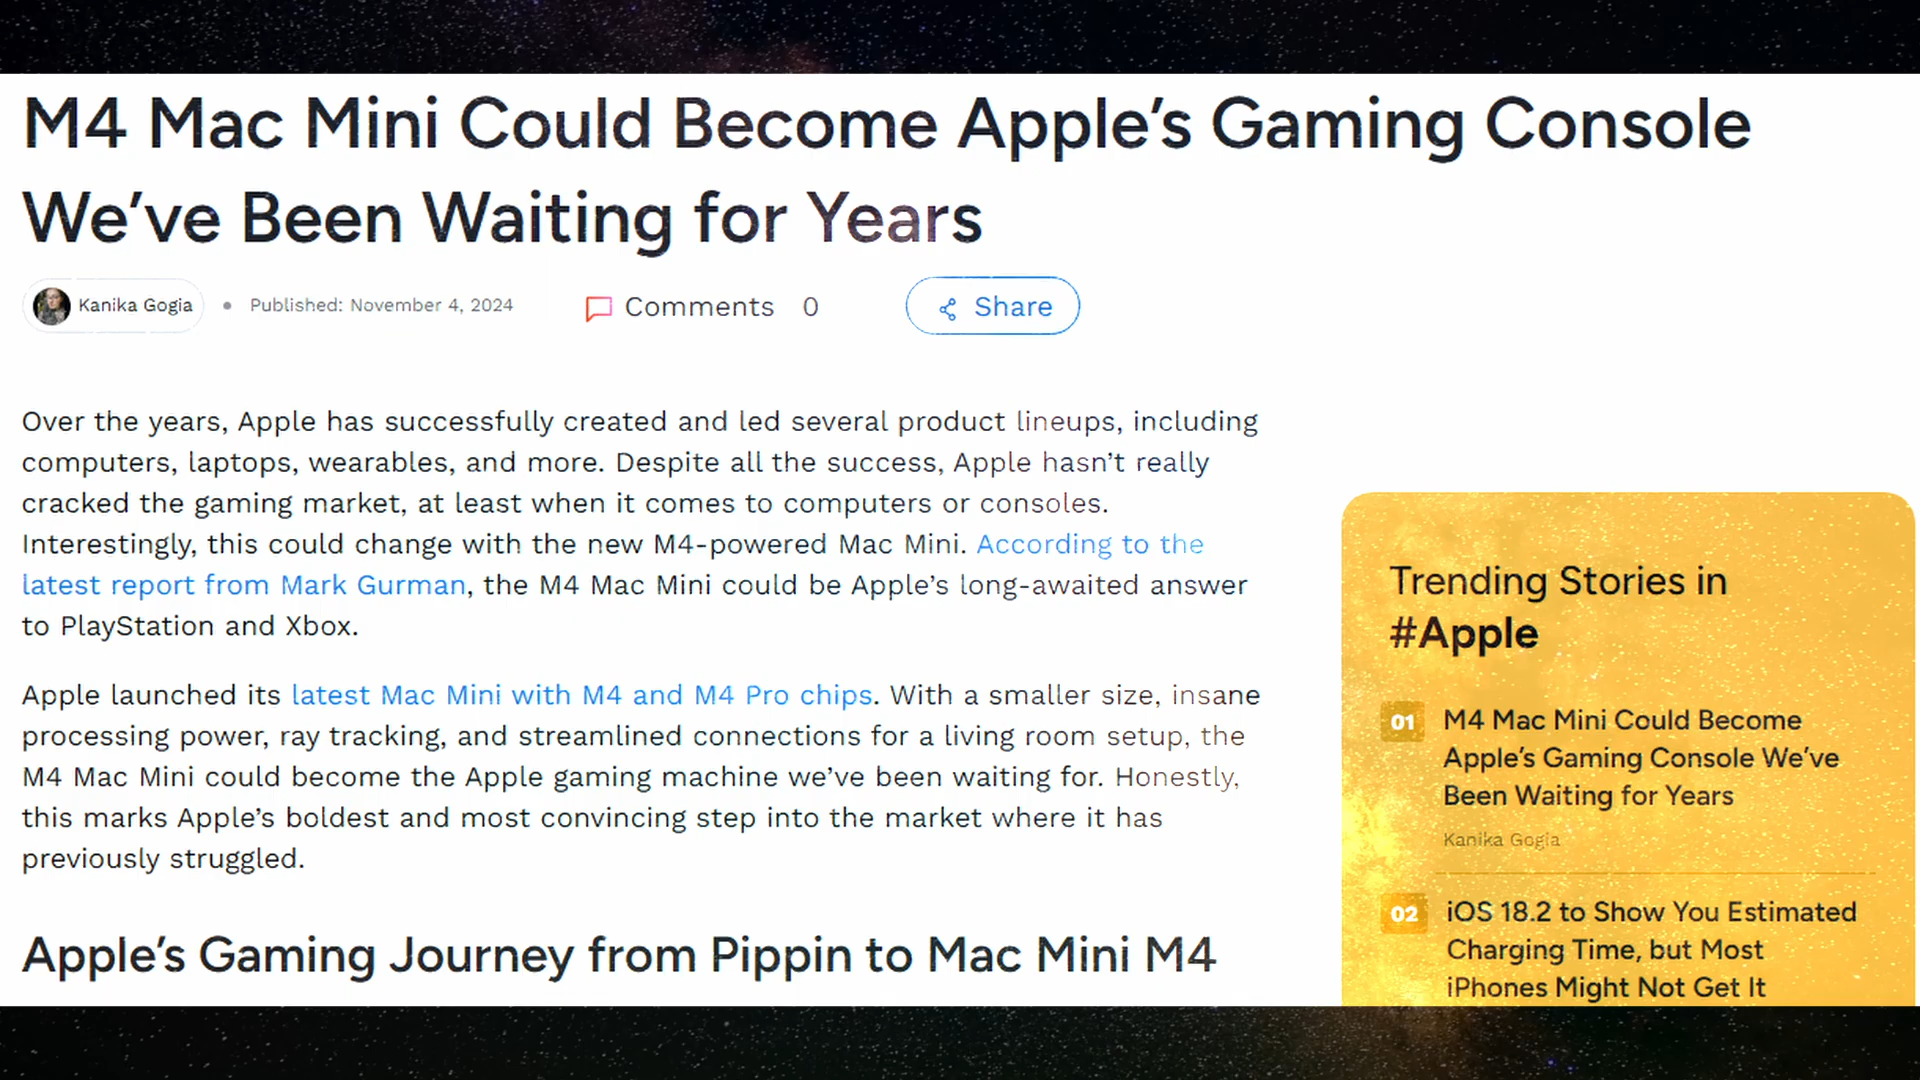 M4 Mac Mini Could Become Apple’s Gaming Console
We’ve Been Waiting for Years
Kanika Gogia • Published: November 4, 2024 Comments 0 Share
Over the years, Apple has successfully created and led several product lineups, including
computers, laptops, wearables, and more. Despite all the success, Apple hasn’t really
cracked the gaming market, at least when it comes to computers or consoles.
Interestingly, this could change with the new M4-powered Mac Mini. According to the
latest report from Mark Gurman, the M4 Mac Mini could be Apple’s long-awaited answer
to PlayStation and Xbox.
Apple launched its latest Mac Mini with M4 and M4 Pro chips. With a smaller size, insane
processing power, ray tracking, and streamlined connections for a living room setup, the
M4 Mac Mini could become the Apple gaming machine we’ve been waiting for. Honestly,
this marks Apple’s boldest and most convincing step into the market where it has
previously struggled.
Apple’s Gaming Journey from Pippin to Mac Mini M4
Trending Stories in
#Apple
01 M4 Mac Mini Could Become
Apple’s Gaming Console We’ve
Been Waiting for Years
Kanika Gogia
02 iOS 18.2 to Show You Estimated
Charging Time, but Most
iPhones Might Not Get It